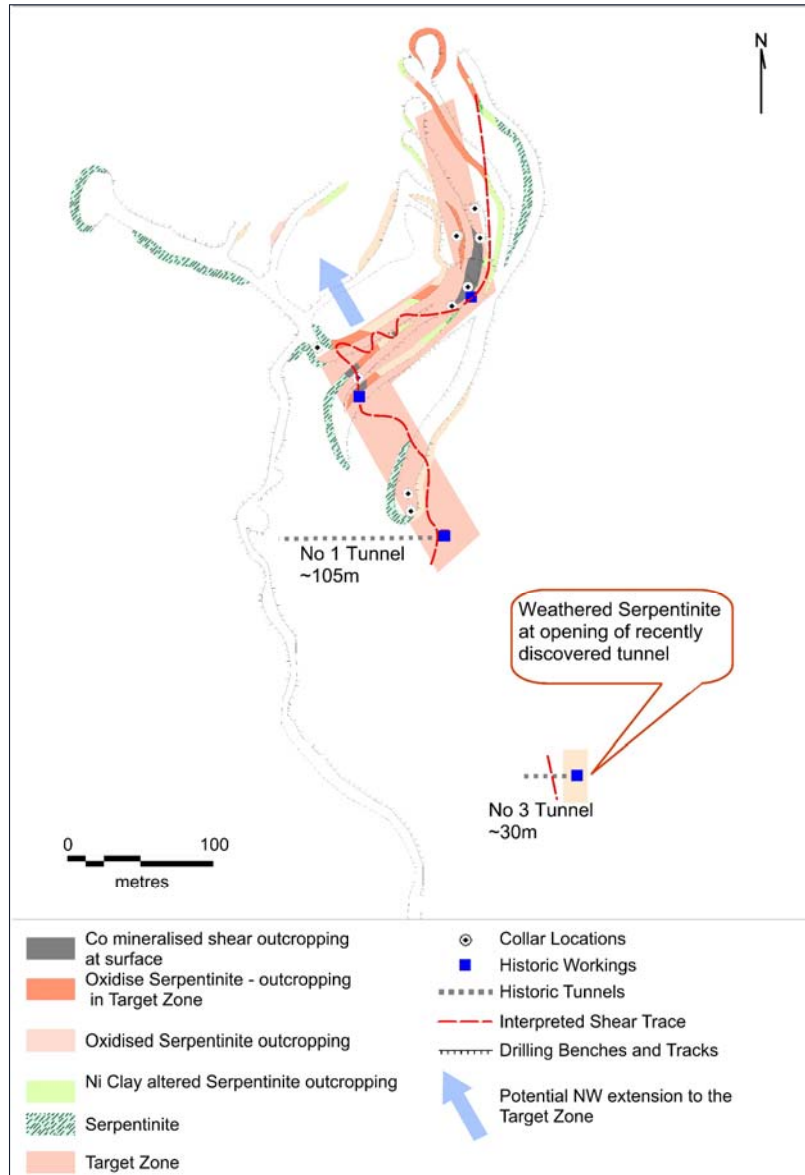 N
No 1 Tunnel
~105m
Weathered Serpentinite
at opening of recently
discovered tunnel
No 3 Tunnel
~30m
0 100
metres
Co mineralised shear outcropping
at surface
Oxidise Serpentinite - outcropping
in Target Zone
Oxidised Serpentinite outcropping
Ni Clay altered Serpentinite outcropping
Serpentinite
Target Zone
Collar Locations
Historic Workings
Historic Tunnels
Interpreted Shear Trace
Drilling Benches and Tracks
Potential NW extension to the
Target Zone